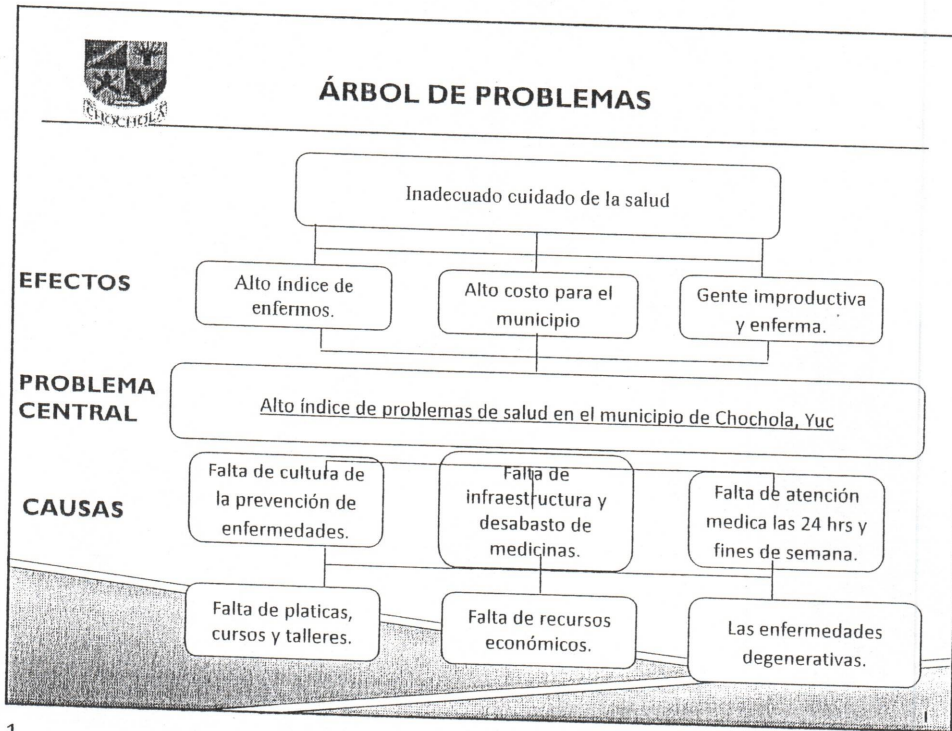 CHOCHOLÁ
ÁRBOL DE PROBLEMAS
Inadecuado cuidado de la salud
EFECTOS
Alto índice de
enfermos.
Alto costo para el
municipio
Gente improductiva
y enferma.
PROBLEMA
CENTRAL
Alto índice de problemas de salud en el municipio de Chochola, Yuc
CAUSAS
Falta de cultura de
la prevención de
enfermedades.
Falta de
infraestructura y
desabasto de
medicinas.
Falta de atención
medica las 24 hrs y
fines de semana.
Falta de platicas,
cursos y talleres.
Falta de recursos
económicos.
Las enfermedades
degenerativas.
1
1